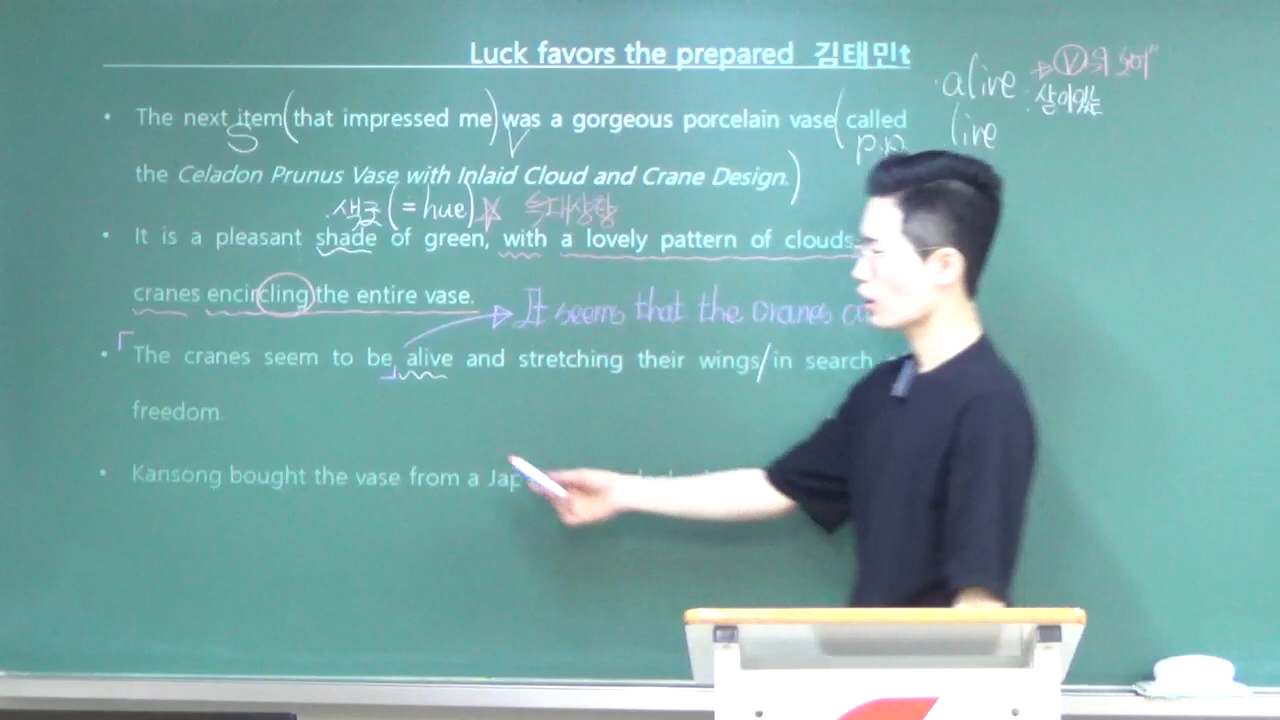 Luck favors the prepared 김태민t
alive
살아있는
live
• The next item (that impressed me) was a gorgeous porcelain vase (called
S
V
p.p.
the Celadon Prunus Vase with Inlaid Cloud and Crane Design.)
색조 (= hue)
• It is a pleasant shade of green, with a lovely pattern of clouds
cranes encircling the entire vase.
It seems that the cranes
• The cranes seem to be alive and stretching their wings / in search
freedom.
• Kansong bought the vase from a Jap